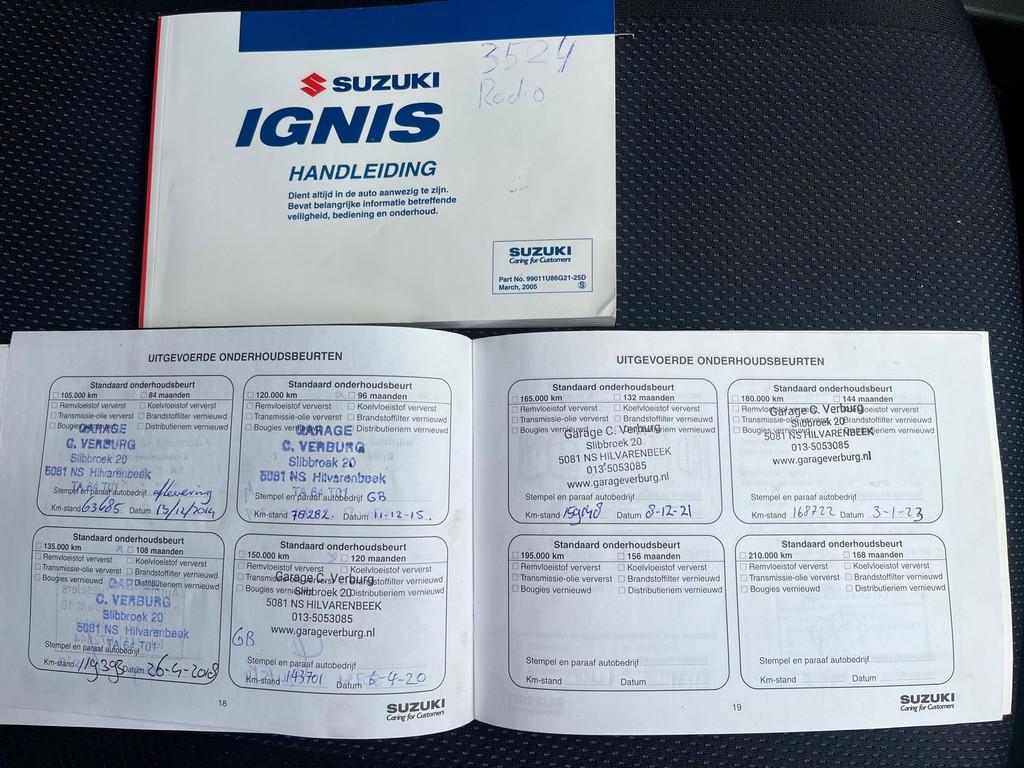 3524
Radio
SUZUKI
IGNIS
HANDLEIDING
Dient altijd in de auto aanwezig te zijn.
Bevat belangrijke informatie betreffende
veiligheid, bediening en onderhoud.
SUZUKI
Caring for Customers
Part No. 99011U86G21-25D
March, 2005 S
UITGEVOERDE ONDERHOUDSBEURTEN
Standaard onderhoudsbeurt
105.000 km 84 maanden
Remvloeistof ververst Koelvloeistof ververst
Transmissie-olie ververst Brandstoffilter vernieuwd
Bougies vernieuwd Distributieriem vernieuwd
GARAGE
C. VERBURG
Slibbroek 20
5081 NS Hilvarenbeek
TA 64 T01
Stempel en paraaf autobedrijf aflevering
Km-stand 63685 Datum 13/12/2014
Standaard onderhoudsbeurt
120.000 km 96 maanden
Remvloeistof ververst Koelvloeistof ververst
Transmissie-olie ververst Brandstoffilter vernieuwd
Bougies vernieuwd Distributieriem vernieuwd
GARAGE
C. VERBURG
Slibbroek 20
5081 NS Hilvarenbeek
TA 64 T01
Stempel en paraaf autobedrijf GB
Km-stand 78282 Datum 11-12-15.
Standaard onderhoudsbeurt
135.000 km 108 maanden
Remvloeistof ververst Koelvloeistof ververst
Transmissie-olie ververst Brandstoffilter vernieuwd
Bougies vernieuwd Distributieriem vernieuwd
GARAGE
C. VERBURG
Slibbroek 20
5081 NS Hilvarenbeek
TA 64 T01
Stempel en paraaf autobedrijf
Km-stand 119393 Datum 26-4-2018
Standaard onderhoudsbeurt
150.000 km 120 maanden
Remvloeistof ververst Koelvloeistof ververst
Transmissie-olie ververst Brandstoffilter vernieuwd
Bougies vernieuwd Distributieriem vernieuwd
Garage C. Verburg
Slibbroek 20
5081 NS HILVARENBEEK
013-5053085
www.garageverburg.nl
GB
Stempel en paraaf autobedrijf
Km-stand 143701 Datum 6-4-20
18
SUZUKI
Caring for Customers
UITGEVOERDE ONDERHOUDSBEURTEN
Standaard onderhoudsbeurt
165.000 km 132 maanden
Remvloeistof ververst Koelvloeistof ververst
Transmissie-olie ververst Brandstoffilter vernieuwd
Bougies vernieuwd Distributieriem vernieuwd
Garage C. Verburg
Slibbroek 20
5081 NS HILVARENBEEK
013-5053085
www.garageverburg.nl
Stempel en paraaf autobedrijf
Km-stand Datum 8-12-21
Standaard onderhoudsbeurt
180.000 km 144 maanden
Remvloeistof ververst Koelvloeistof ververst
Transmissie-olie ververst Brandstoffilter vernieuwd
Bougies vernieuwd Distributieriem vernieuwd
Garage C. Verburg
Slibbroek 20
5081 NS HILVARENBEEK
013-5053085
www.garageverburg.nl
Stempel en paraaf autobedrijf
Km-stand 168722 Datum 3-1-23
Standaard onderhoudsbeurt
195.000 km 156 maanden
Remvloeistof ververst Koelvloeistof ververst
Transmissie-olie ververst Brandstoffilter vernieuwd
Bougies vernieuwd Distributieriem vernieuwd
Stempel en paraaf autobedrijf
Km-stand Datum
Standaard onderhoudsbeurt
210.000 km 168 maanden
Remvloeistof ververst Koelvloeistof ververst
Transmissie-olie ververst Brandstoffilter vernieuwd
Bougies vernieuwd Distributieriem vernieuwd
Stempel en paraaf autobedrijf
Km-stand Datum
19
SUZUKI
Caring for Customers